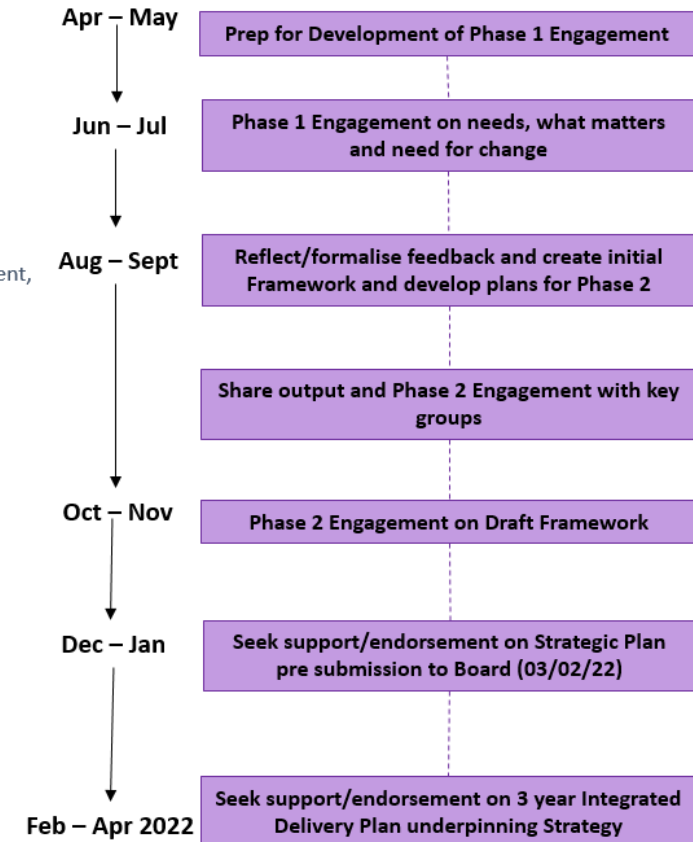 Apr – May
Prep for Development of Phase 1 Engagement
Jun – Jul
Phase 1 Engagement on needs, what matters
and need for change
ent,
Aug – Sept
Reflect/formalise feedback and create initial
Framework and develop plans for Phase 2
Share output and Phase 2 Engagement with key
groups
Oct – Nov
Phase 2 Engagement on Draft Framework
Dec – Jan
Seek support/endorsement on Strategic Plan
pre submission to Board (03/02/22)
Feb – Apr 2022
Seek support/endorsement on 3 year Integrated
Delivery Plan underpinning Strategy